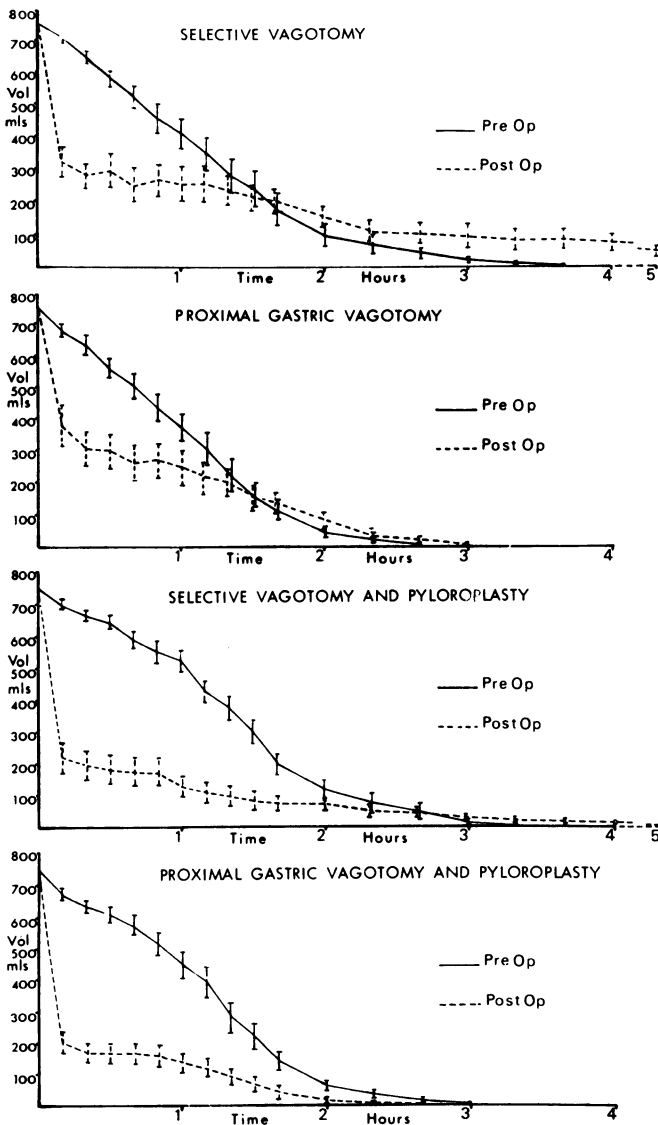 SELECTIVE VAGOTOMY
800
700
600
Vol
500
mls
400
300
200
100
Pre Op
Post Op
1 Time 2 Hours 3 4 5
PROXIMAL GASTRIC VAGOTOMY
800
700
600
Vol
500
mls
400
300
200
100
Pre Op
Post Op
1 Time 2 Hours 3 4
SELECTIVE VAGOTOMY AND PYLOROPLASTY
800
700
600
Vol
500
mls
400
300
200
100
Pre Op
Post Op
1 Time 2 Hours 3 4 5
PROXIMAL GASTRIC VAGOTOMY AND PYLOROPLASTY
800
700
600
Vol
500
mls
400
300
200
100
Pre Op
Post Op
1 Time 2 Hours 3 4